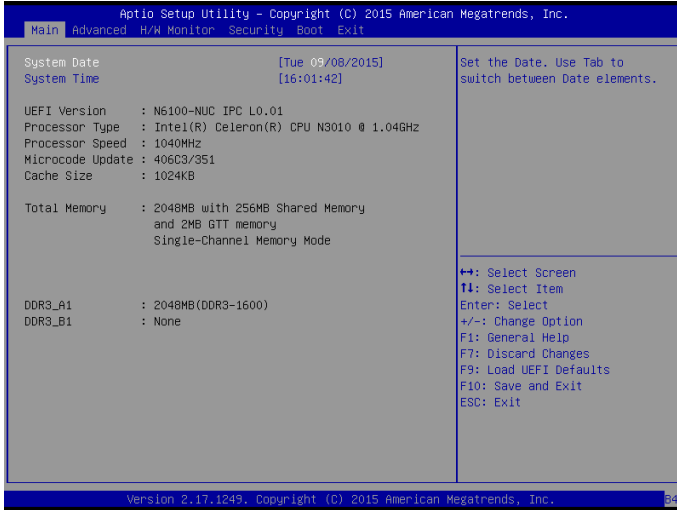 Aptio Setup Utility – Copyright (C) 2015 American Megatrends, Inc.
Main Advanced H/W Monitor Security Boot Exit
System Date [Tue 09/08/2015]
System Time [16:01:42]
UEFI Version : N6100-NUC IPC L0.01
Processor Type : Intel(R) Celeron(R) CPU N3010 @ 1.04GHz
Processor Speed : 1040MHz
Microcode Update : 406C3/351
Cache Size : 1024KB
Total Memory : 2048MB with 256MB Shared Memory
and 2MB GTT memory
Single-Channel Memory Mode
DDR3_A1 : 2048MB(DDR3-1600)
DDR3_B1 : None
Set the Date. Use Tab to
switch between Date elements.
↔: Select Screen
↑↓: Select Item
Enter: Select
+/-: Change Option
F1: General Help
F7: Discard Changes
F9: Load UEFI Defaults
F10: Save and Exit
ESC: Exit
Version 2.17.1249. Copyright (C) 2015 American Megatrends, Inc.
B4